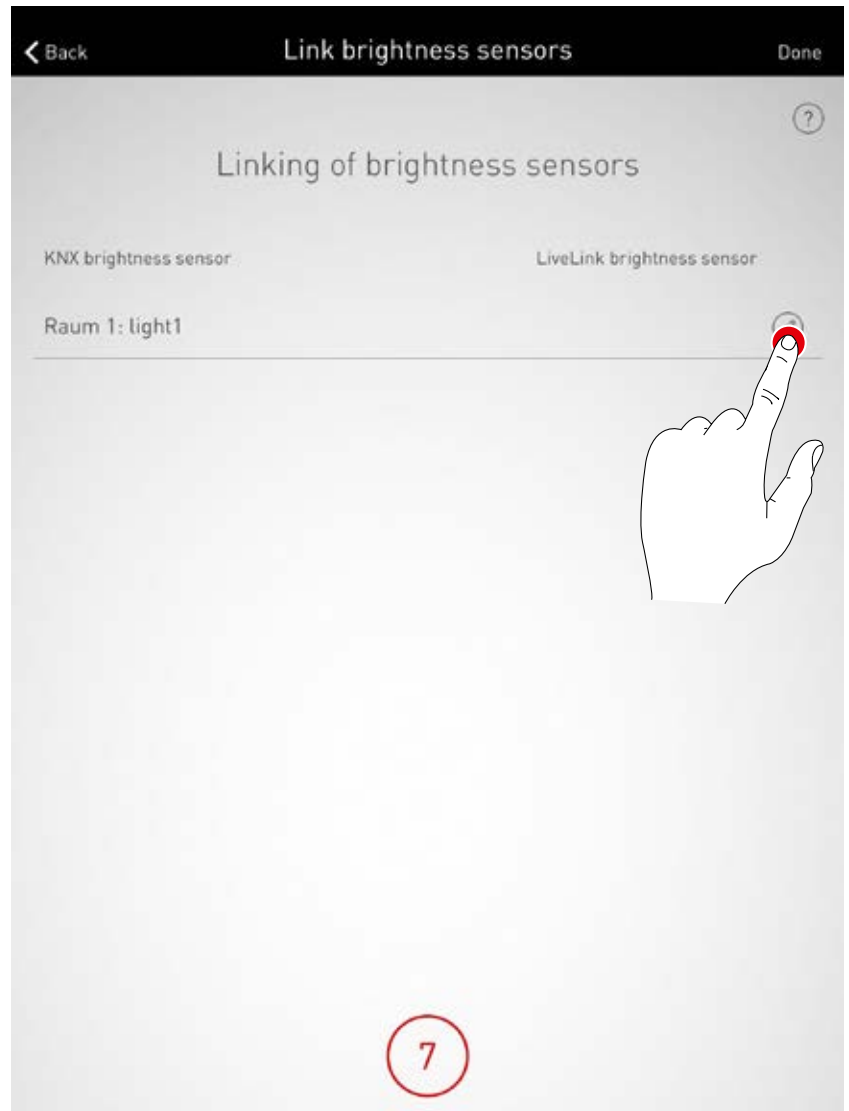 Back Link brightness sensors Done
?
Linking of brightness sensors
KNX brightness sensor LiveLink brightness sensor
Raum 1: light1
7